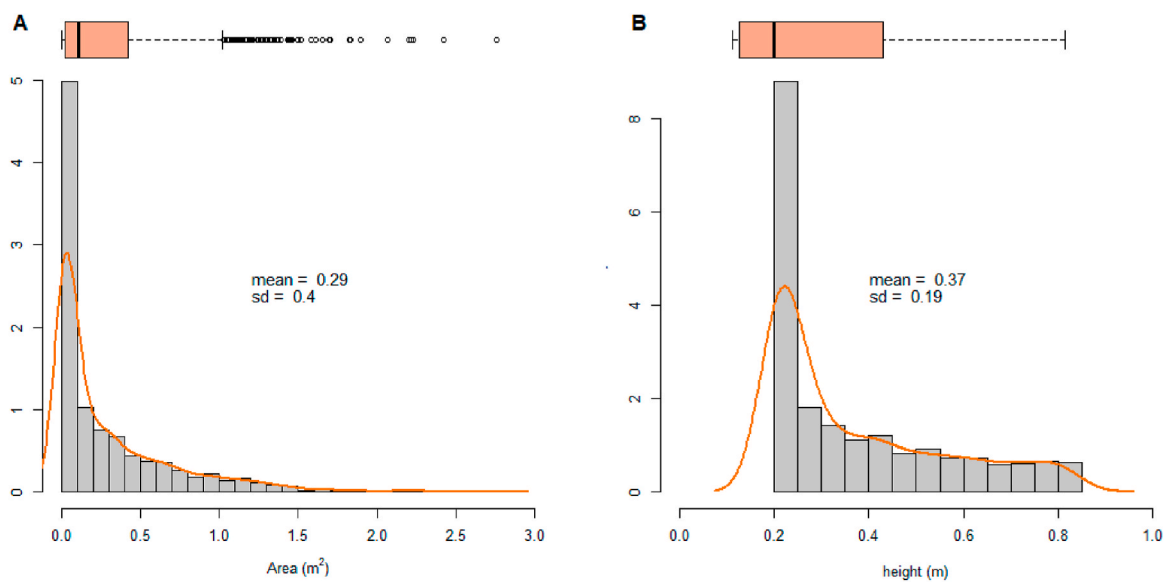 A
5
4
3
2
1
0
mean = 0.29
sd = 0.4
0.0 0.5 1.0 1.5 2.0 2.5 3.0
Area (m²)
B
8
6
4
2
0
mean = 0.37
sd = 0.19
0.0 0.2 0.4 0.6 0.8 1.0
height (m)